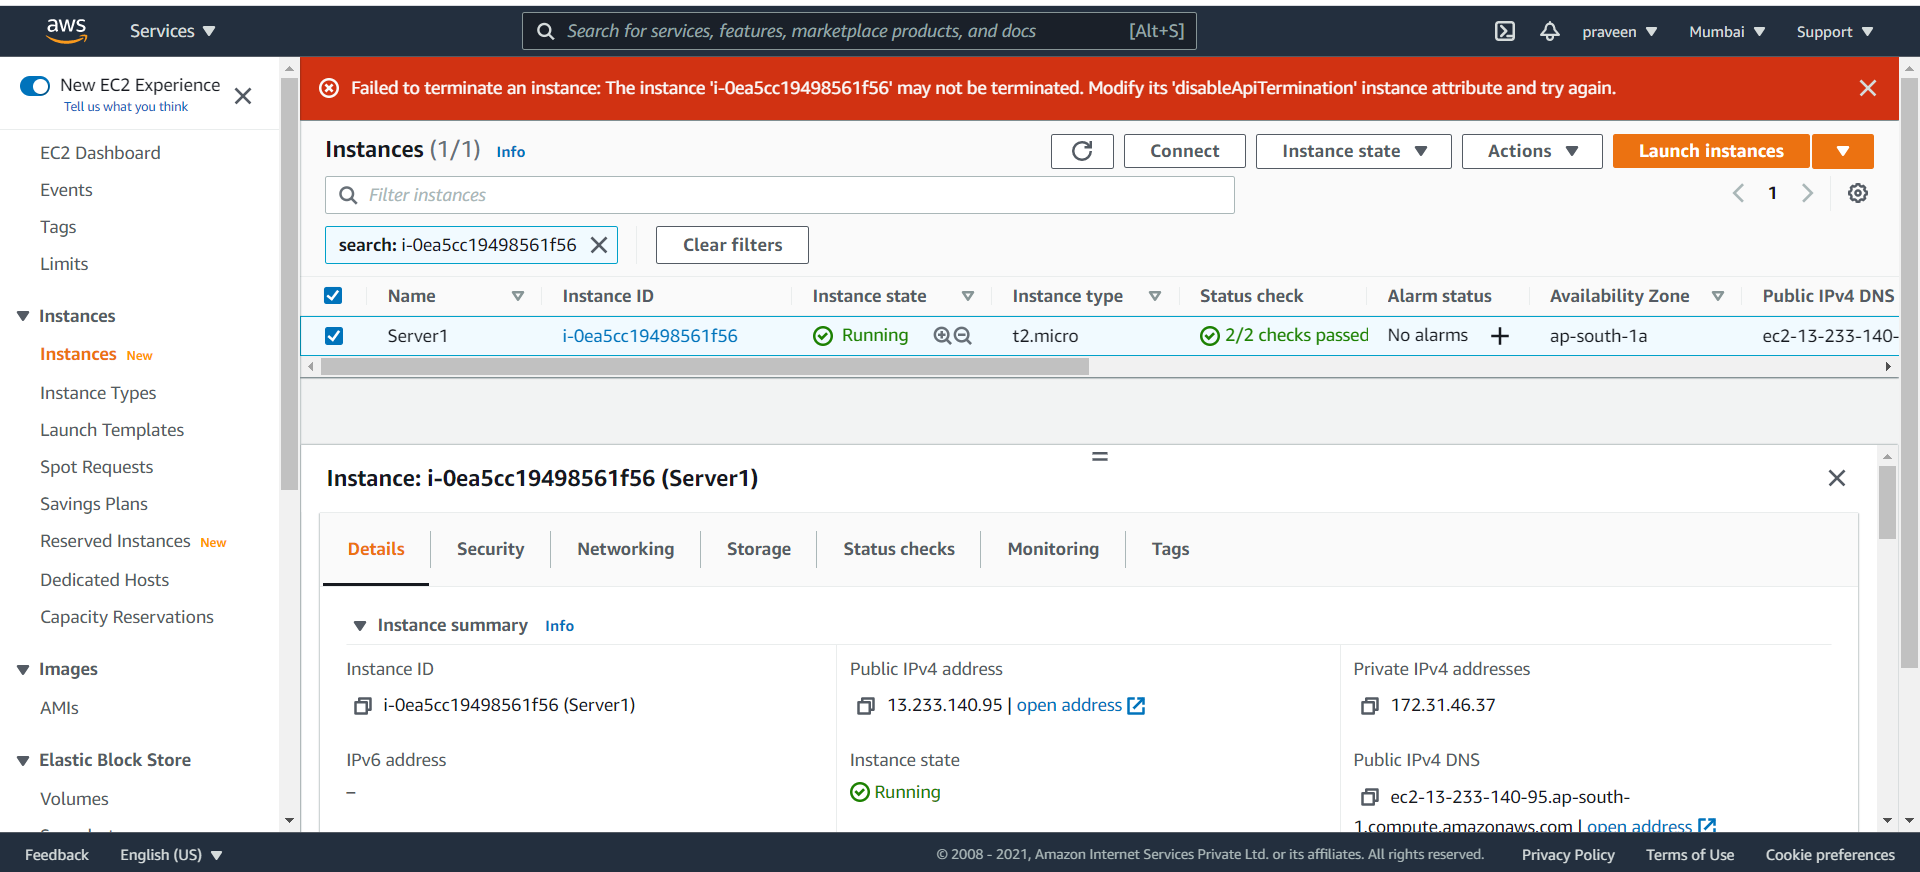 aws
Services
Search for services, features, marketplace products, and docs [Alt+S]
praveen
Mumbai
Support
New EC2 Experience
Tell us what you think
EC2 Dashboard
Events
Tags
Limits
Instances
Instances New
Instance Types
Launch Templates
Spot Requests
Savings Plans
Reserved Instances New
Dedicated Hosts
Capacity Reservations
Images
AMIs
Elastic Block Store
Volumes
Failed to terminate an instance: The instance 'i-0ea5cc19498561f56' may not be terminated. Modify its 'disableApiTermination' instance attribute and try again.
Instances (1/1) Info
Connect
Instance state
Actions
Launch instances
Filter instances
1
search: i-0ea5cc19498561f56
Clear filters
Name Instance ID Instance state Instance type Status check Alarm status Availability Zone Public IPv4 DNS
Server1 i-0ea5cc19498561f56 Running t2.micro 2/2 checks passed No alarms + ap-south-1a ec2-13-233-140-
Instance: i-0ea5cc19498561f56 (Server1)
Details Security Networking Storage Status checks Monitoring Tags
Instance summary Info
Instance ID
i-0ea5cc19498561f56 (Server1)
Public IPv4 address
13.233.140.95 | open address
Private IPv4 addresses
172.31.46.37
IPv6 address
–
Instance state
Running
Public IPv4 DNS
ec2-13-233-140-95.ap-south-
1.compute.amazonaws.com | open address
Feedback
English (US)
© 2008 - 2021, Amazon Internet Services Private Ltd. or its affiliates. All rights reserved.
Privacy Policy
Terms of Use
Cookie preferences